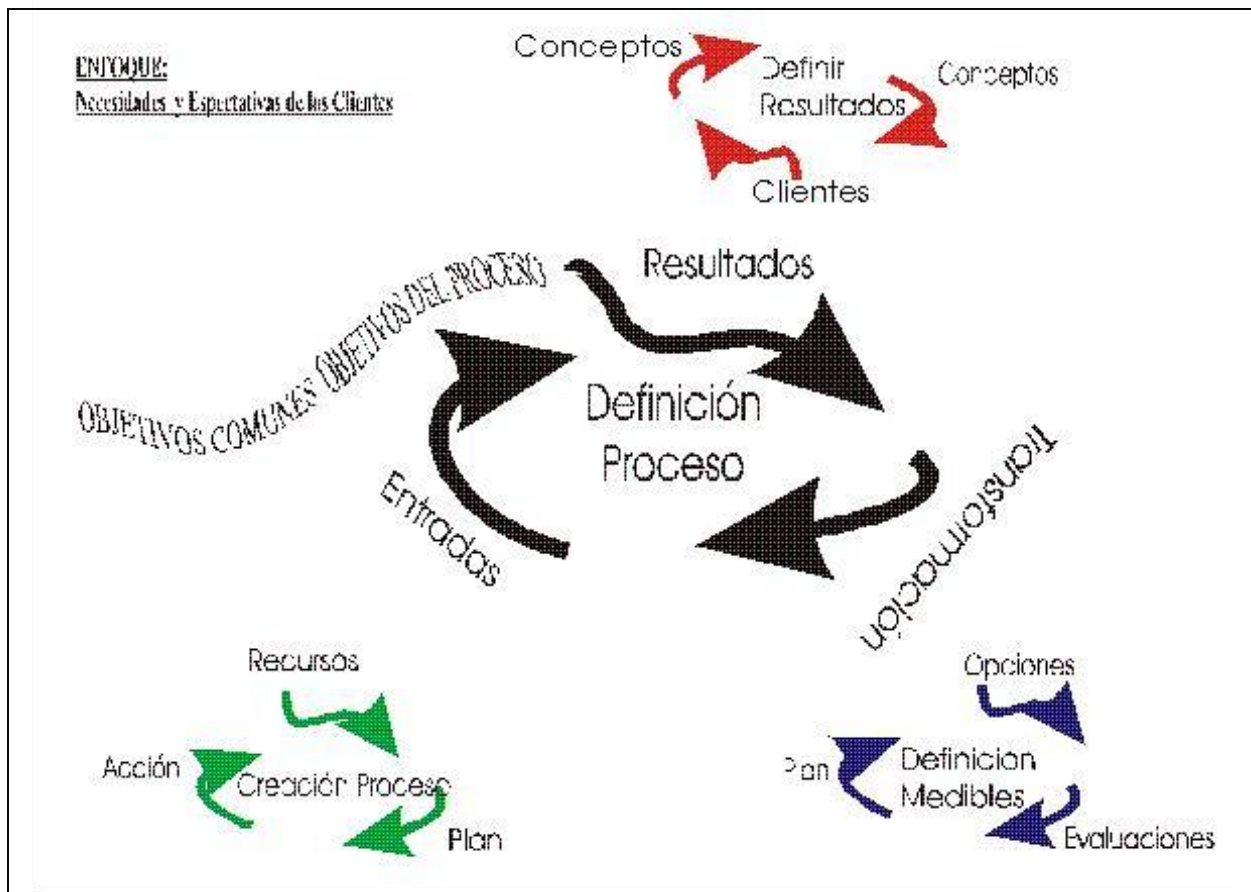 ENFOQUE:
Necesidades y Espectativas de los Clientes
Conceptos
Definir
Resultados
Conceptos
Clientes
OBJETIVOS COMUNES OBJETIVOS DEL PROCESO
Resultados
Definición
Proceso
Entradas
Transformación
Recursos
Acción
Creación Proceso
Plan
Opciones
Plan
Definicion
Medibles
Evaluaciones